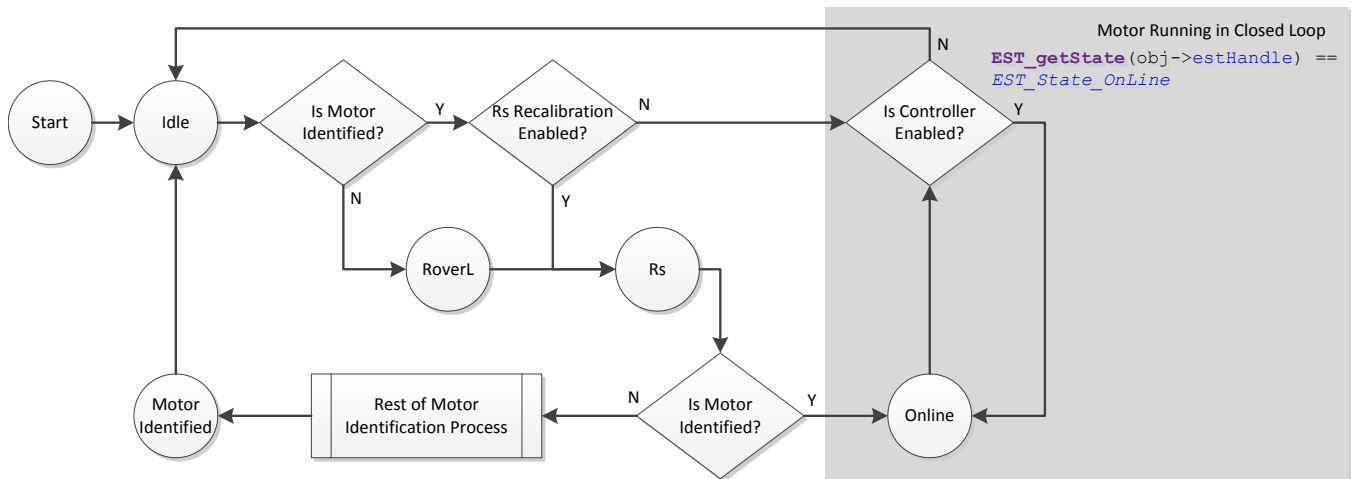 Motor Running in Closed Loop
EST_getState(obj->estHandle) ==
EST_State_OnLine
N
Start
Idle
Is Motor
Identified?
Y
Rs Recalibration
Enabled?
N
Is Controller
Enabled?
Y
N
Y
RoverL
Rs
Motor
Identified
Rest of Motor
Identification Process
N
Is Motor
Identified?
Y
Online